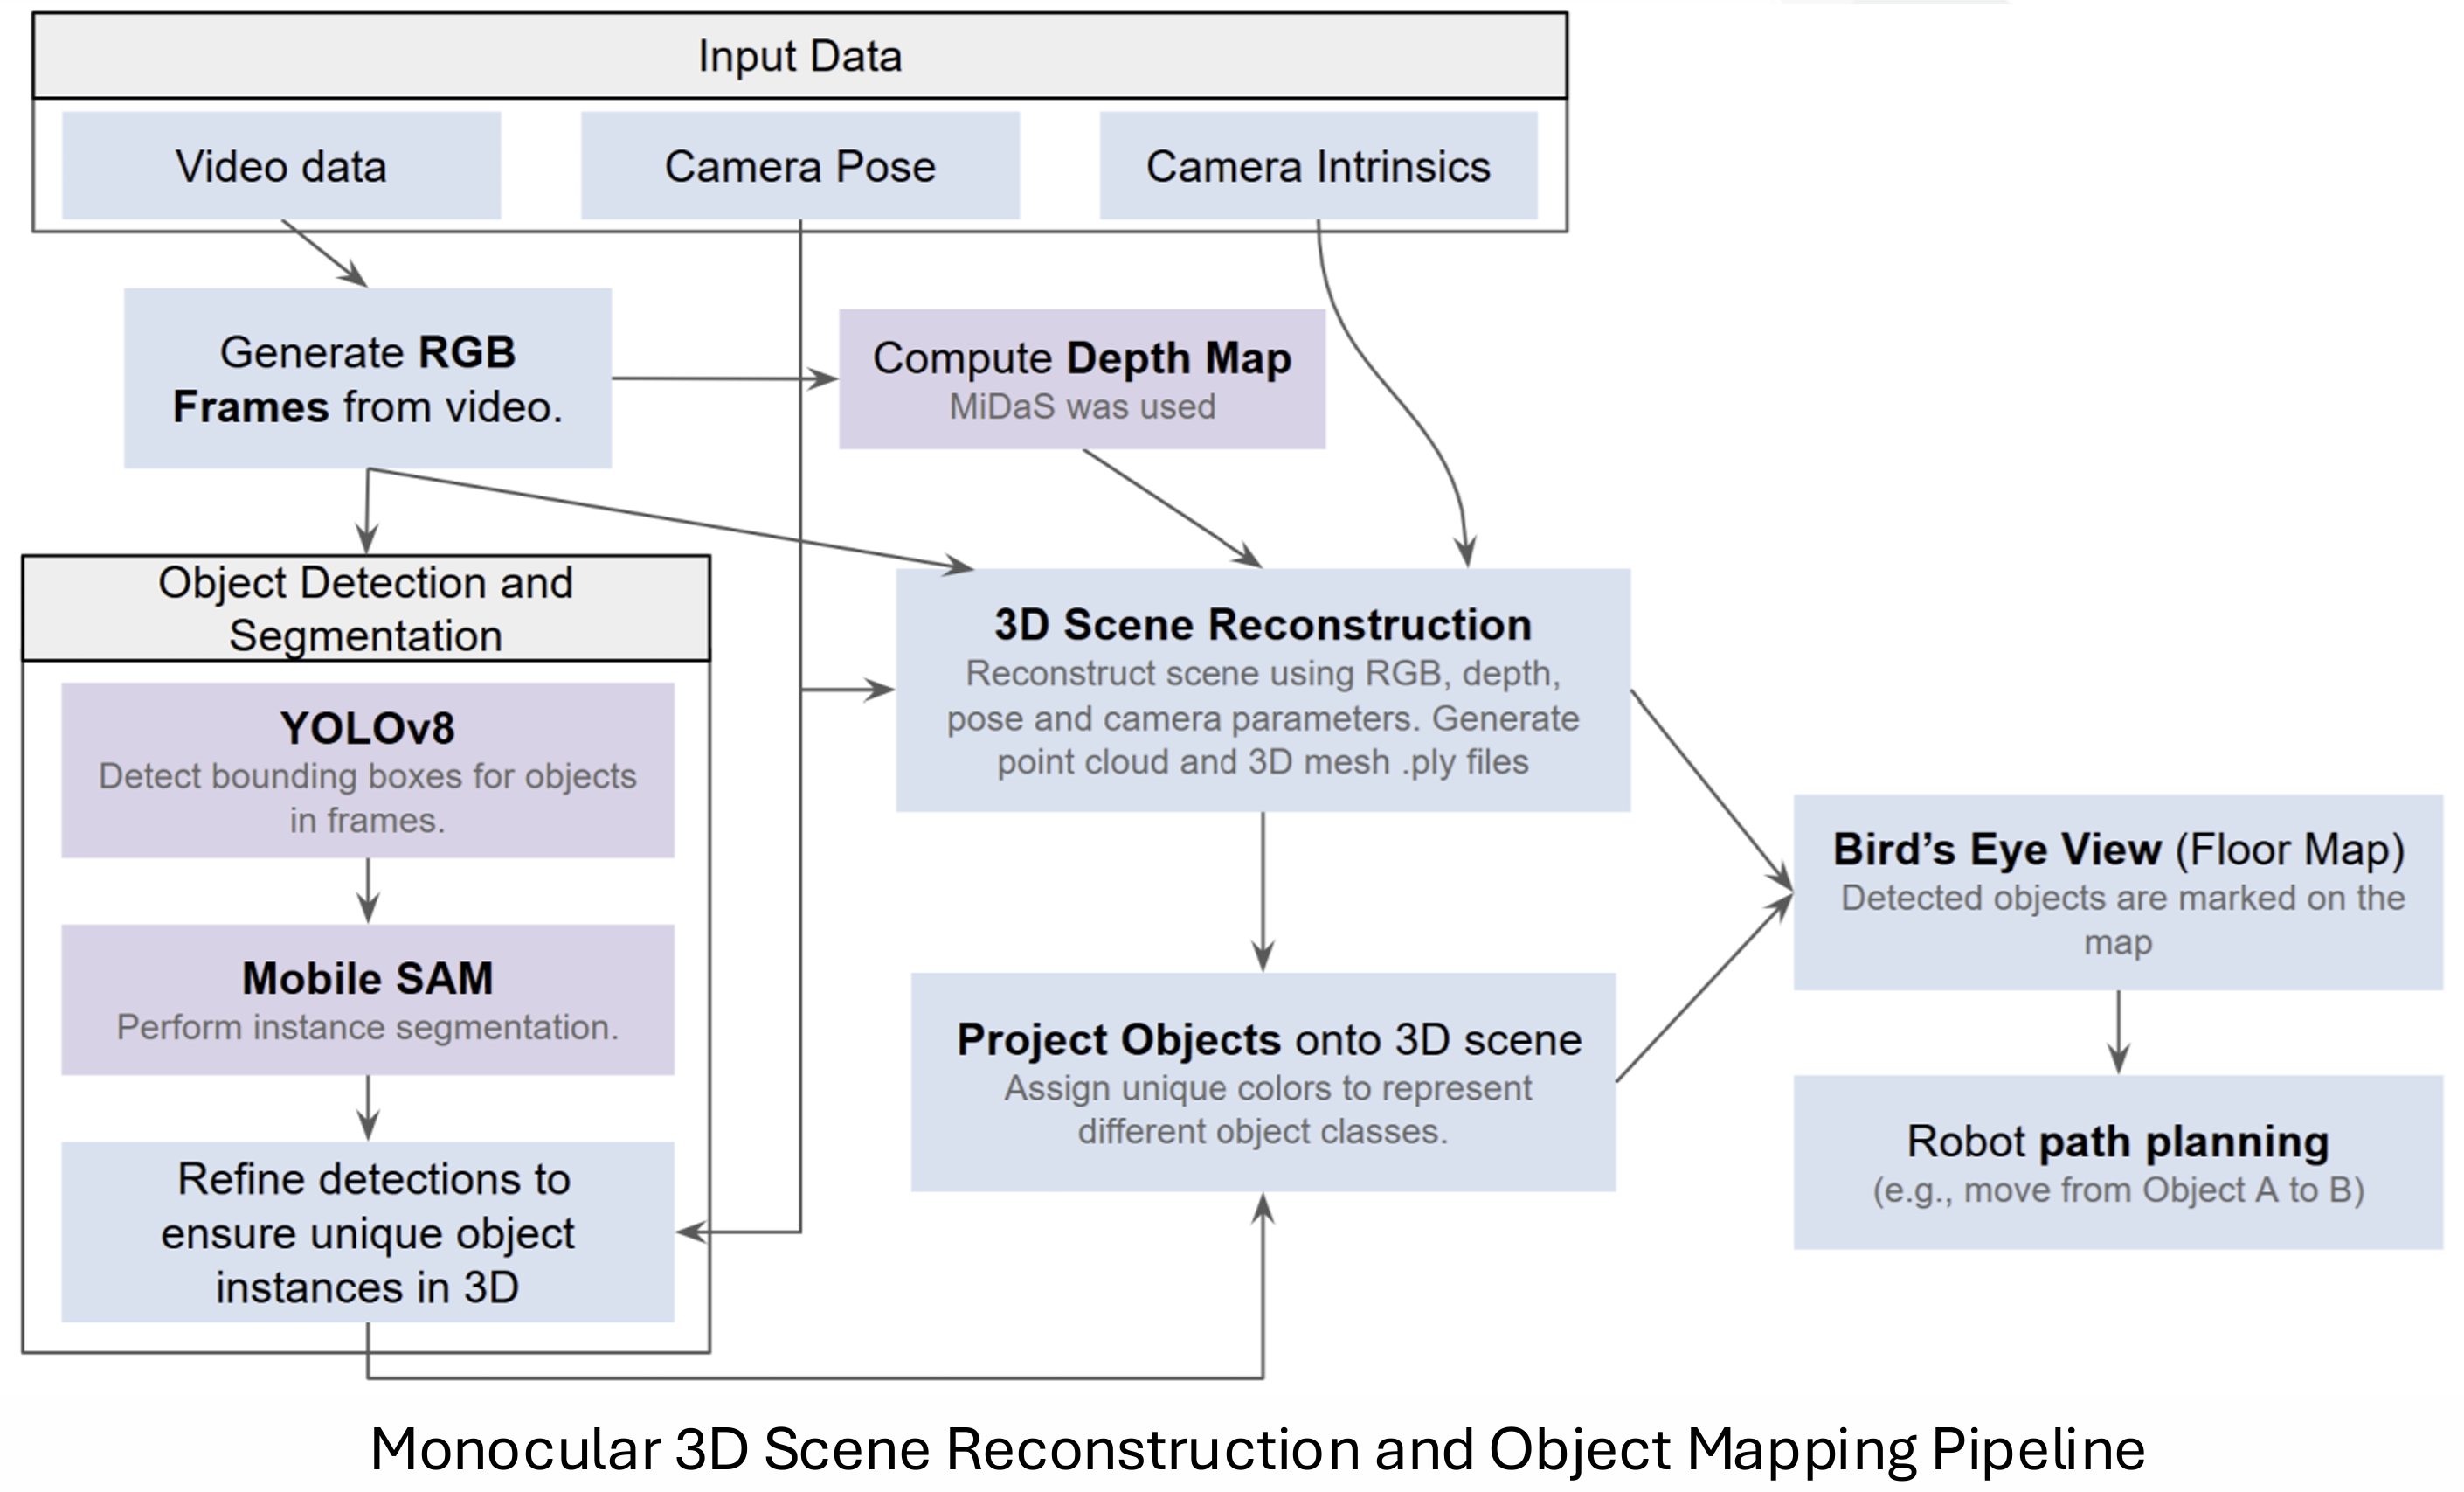 Input Data
Video data
Camera Pose
Camera Intrinsics
Generate RGB
Frames from video.
Compute Depth Map
MiDaS was used
Object Detection and
Segmentation
YOLOv8
Detect bounding boxes for objects
in frames.
Mobile SAM
Perform instance segmentation.
Refine detections to
ensure unique object
instances in 3D
3D Scene Reconstruction
Reconstruct scene using RGB, depth,
pose and camera parameters. Generate
point cloud and 3D mesh .ply files
Project Objects onto 3D scene
Assign unique colors to represent
different object classes.
Bird’s Eye View (Floor Map)
Detected objects are marked on the
map
Robot path planning
(e.g., move from Object A to B)
Monocular 3D Scene Reconstruction and Object Mapping Pipeline